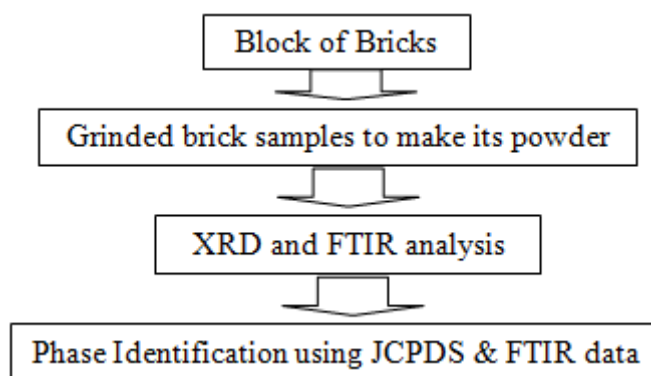 Block of Bricks
Grinded brick samples to make its powder
XRD and FTIR analysis
Phase Identification using JCPDS & FTIR data